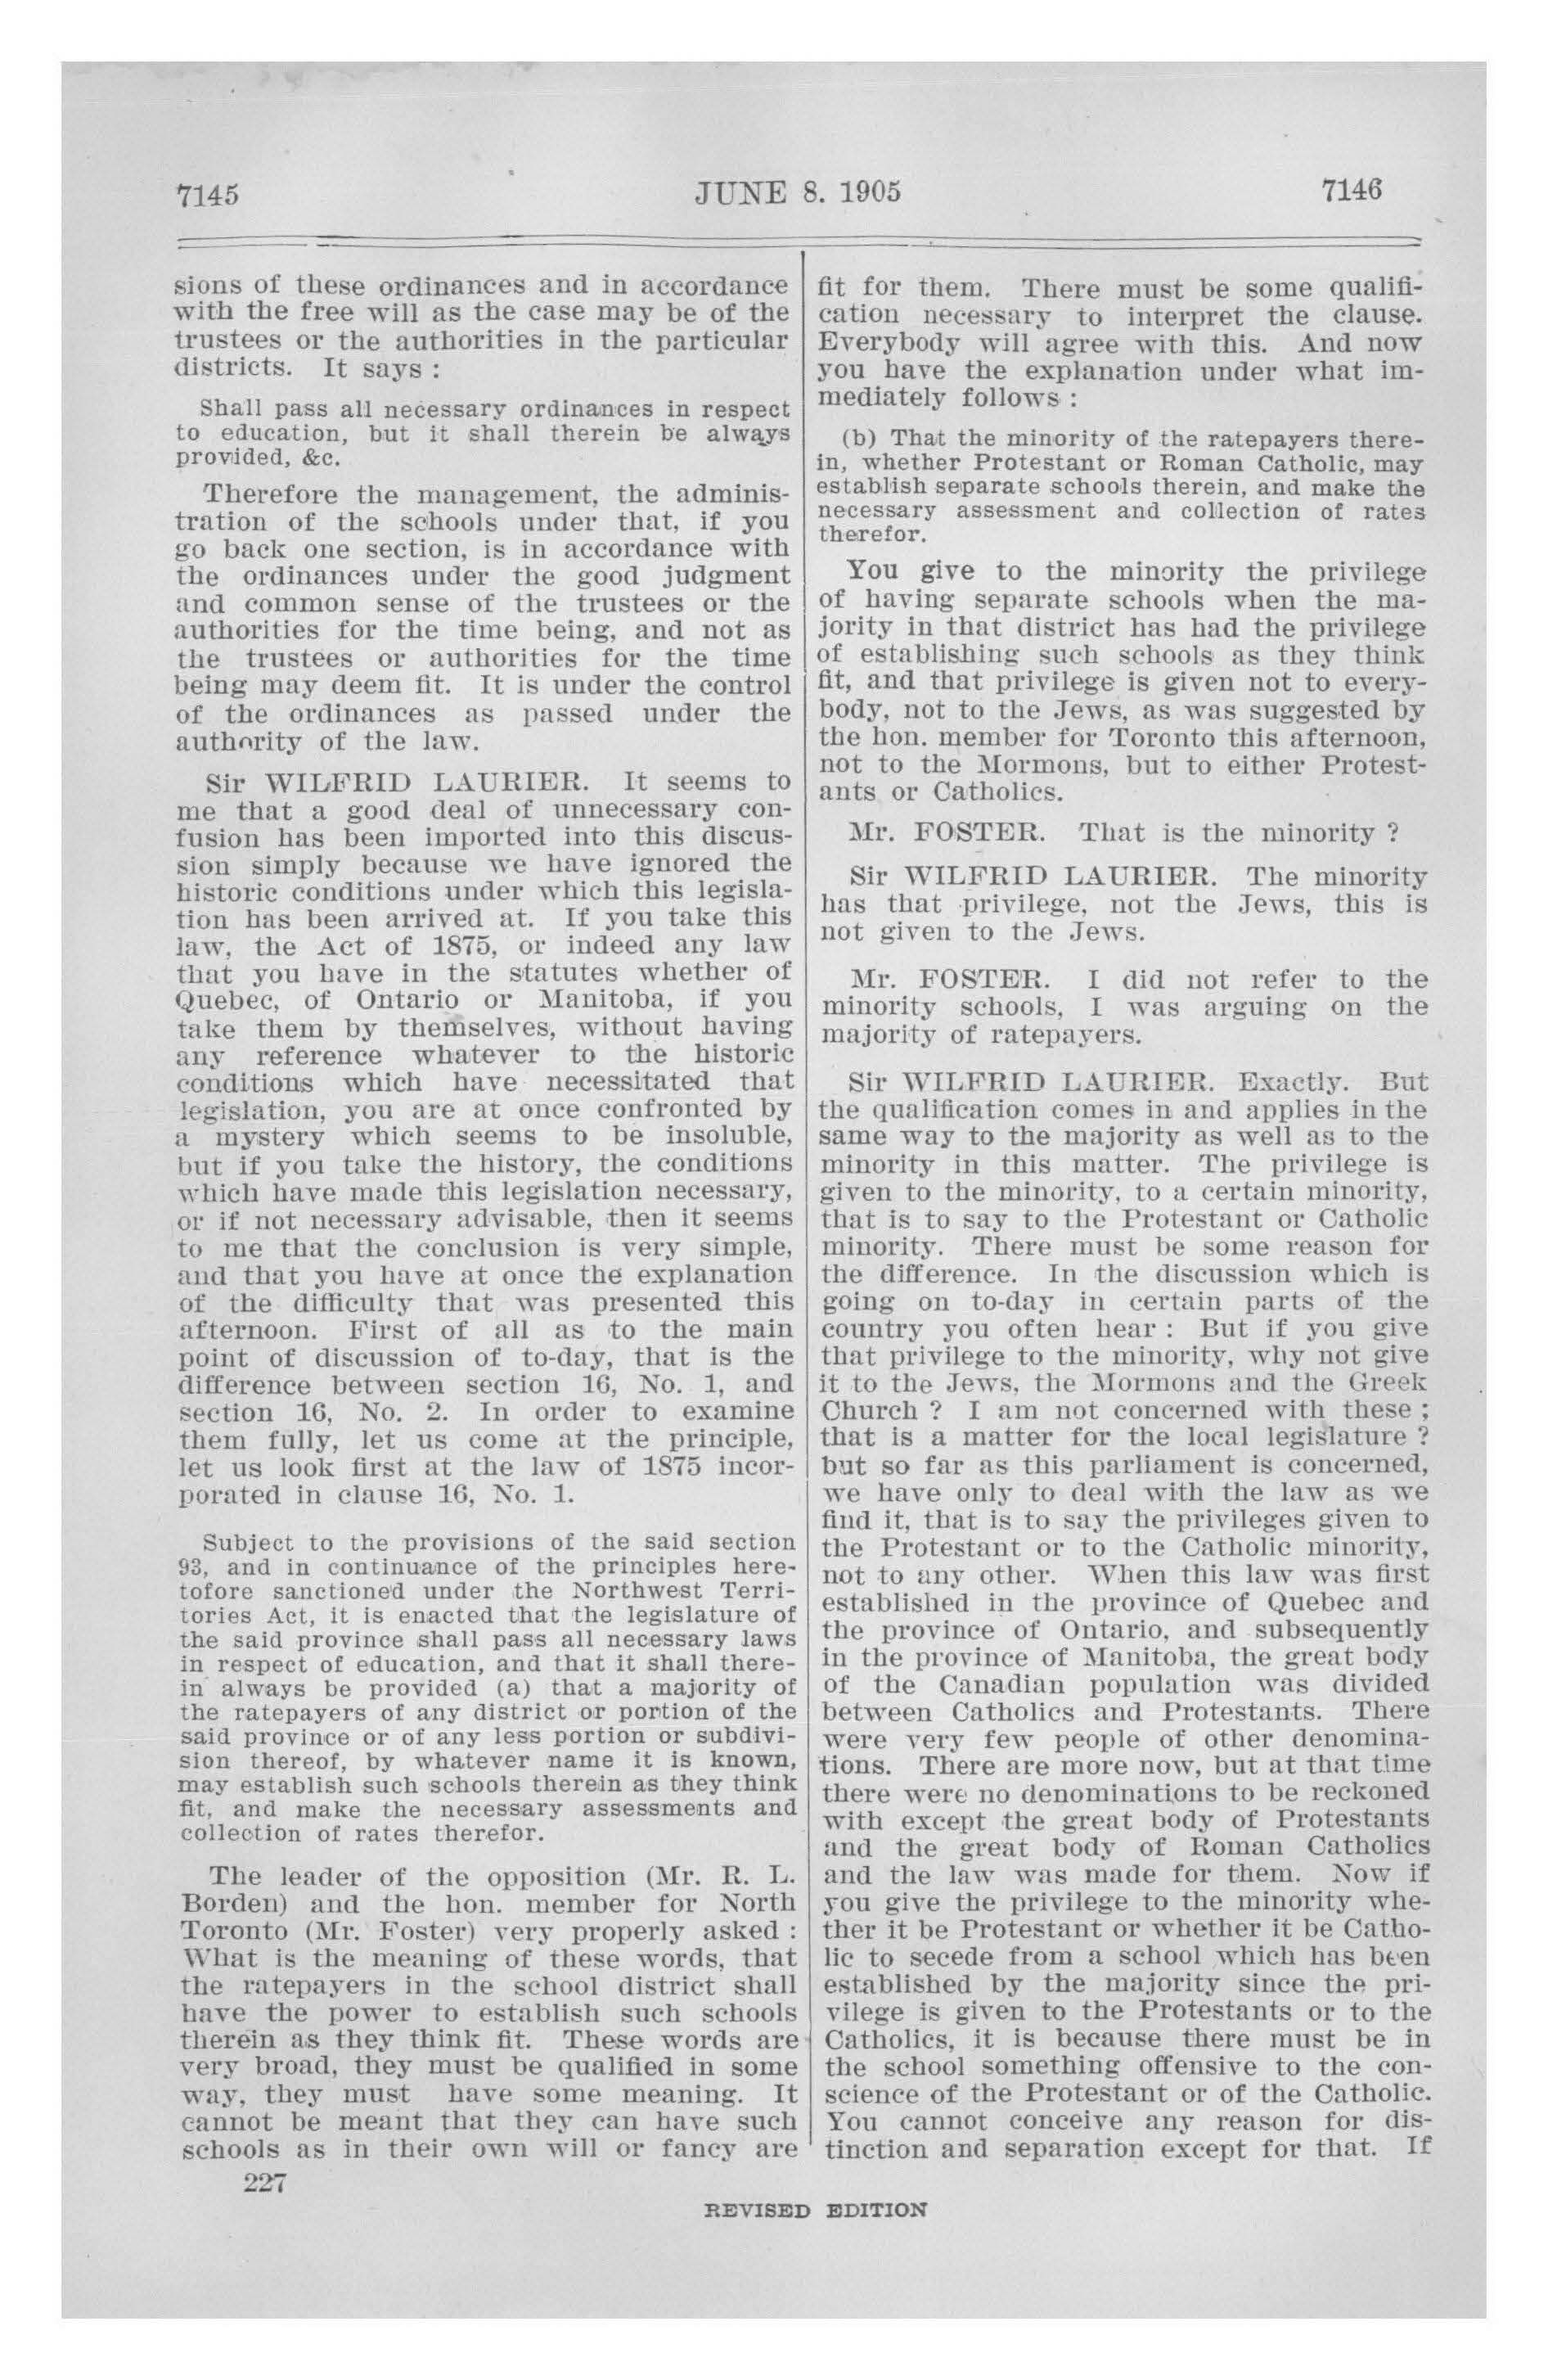 7145
JUNE 8. 1905
7146
sions of these ordinances and in accordance
with the free will as the case may be of the
trustees or the authorities in the particular
districts. It says :
Shall pass all necessary ordinances in respect
to education, but it shall therein be always
provided, &c.
Therefore the management, the adminis-
tration of the schools under that, if you
go back one section, is in accordance with
the ordinances under the good judgment
and common sense of the trustees or the
authorities for the time being, and not as
the trustees or authorities for the time
being may deem fit. It is under the control
of the ordinances as passed under the
authority of the law.
Sir WILFRID LAURIER. It seems to
me that a good deal of unnecessary con-
fusion has been imported into this discus-
sion simply because we have ignored the
historic conditions under which this legisla-
tion has been arrived at. If you take this
law, the Act of 1875, or indeed any law
that you have in the statutes whether of
Quebec, of Ontario or Manitoba, if you
take them by themselves, without having
any reference whatever to the historic
conditions which have necessitated that
legislation, you are at once confronted by
a mystery which seems to be insoluble,
but if you take the history, the conditions
which have made this legislation necessary,
or if not necessary advisable, then it seems
to me that the conclusion is very simple,
and that you have at once the explanation
of the difficulty that was presented this
afternoon. First of all as to the main
point of discussion of to-day, that is the
difference between section 16, No. 1, and
section 16, No. 2. In order to examine
them fully, let us come at the principle,
let us look first at the law of 1875 incor-
porated in clause 16, No. 1.
Subject to the provisions of the said section
93, and in continuance of the principles here-
tofore sanctioned under the Northwest Terri-
tories Act, it is enacted that the legislature of
the said province shall pass all necessary laws
in respect of education, and that it shall there-
in always be provided (a) that a majority of
the ratepayers of any district or portion of the
said province or of any less portion or subdivi-
sion thereof, by whatever name it is known,
may establish such schools therein as they think
fit, and make the necessary assessments and
collection of rates therefor.
The leader of the opposition (Mr. R. L.
Borden) and the hon. member for North
Toronto (Mr. Foster) very properly asked :
What is the meaning of these words, that
the ratepayers in the school district shall
have the power to establish such schools
therein as they think fit. These words are
very broad, they must be qualified in some
way, they must have some meaning. It
cannot be meant that they can have such
schools as in their own will or fancy are
227
fit for them. There must be some qualifi-
cation necessary to interpret the clause.
Everybody will agree with this. And now
you have the explanation under what im-
mediately follows :
(b) That the minority of the ratepayers there-
in, whether Protestant or Roman Catholic, may
establish separate schools therein, and make the
necessary assessment and collection of rates
therefor.
You give to the minority the privilege
of having separate schools when the ma-
jority in that district has had the privilege
of establishing such schools as they think
fit, and that privilege is given not to every-
body, not to the Jews, as was suggested by
the hon. member for Toronto this afternoon,
not to the Mormons, but to either Protest-
ants or Catholics.
Mr. FOSTER. That is the minority ?
Sir WILFRID LAURIER. The minority
has that privilege, not the Jews, this is
not given to the Jews.
Mr. FOSTER. I did not refer to the
minority schools, I was arguing on the
majority of ratepayers.
Sir WILFRID LAURIER. Exactly. But
the qualification comes in and applies in the
same way to the majority as well as to the
minority in this matter. The privilege is
given to the minority, to a certain minority,
that is to say to the Protestant or Catholic
minority. There must be some reason for
the difference. In the discussion which is
going on to-day in certain parts of the
country you often hear : But if you give
that privilege to the minority, why not give
it to the Jews, the Mormons and the Greek
Church ? I am not concerned with these ;
that is a matter for the local legislature ?
but so far as this parliament is concerned,
we have only to deal with the law as we
find it, that is to say the privileges given to
the Protestant or to the Catholic minority,
not to any other. When this law was first
established in the province of Quebec and
the province of Ontario, and subsequently
in the province of Manitoba, the great body
of the Canadian population was divided
between Catholics and Protestants. There
were very few people of other denomina-
tions. There are more now, but at that time
there were no denominations to be reckoned
with except the great body of Protestants
and the great body of Roman Catholics
and the law was made for them. Now if
you give the privilege to the minority whe-
ther it be Protestant or whether it be Catho-
lic to secede from a school which has been
established by the majority since the pri-
vilege is given to the Protestants or to the
Catholics, it is because there must be in
the school something offensive to the con-
science of the Protestant or of the Catholic.
You cannot conceive any reason for dis-
tinction and separation except for that. If
REVISED EDITION